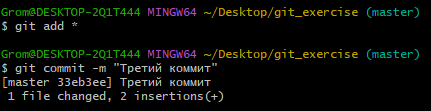 Grom@DESKTOP-2Q1T444 MINGW64 ~/Desktop/git_exercise (master)
$ git add *
Grom@DESKTOP-2Q1T444 MINGW64 ~/Desktop/git_exercise (master)
$ git commit -m "Третий коммит"
[master 33eb3ee] Третий коммит
 1 file changed, 2 insertions(+)